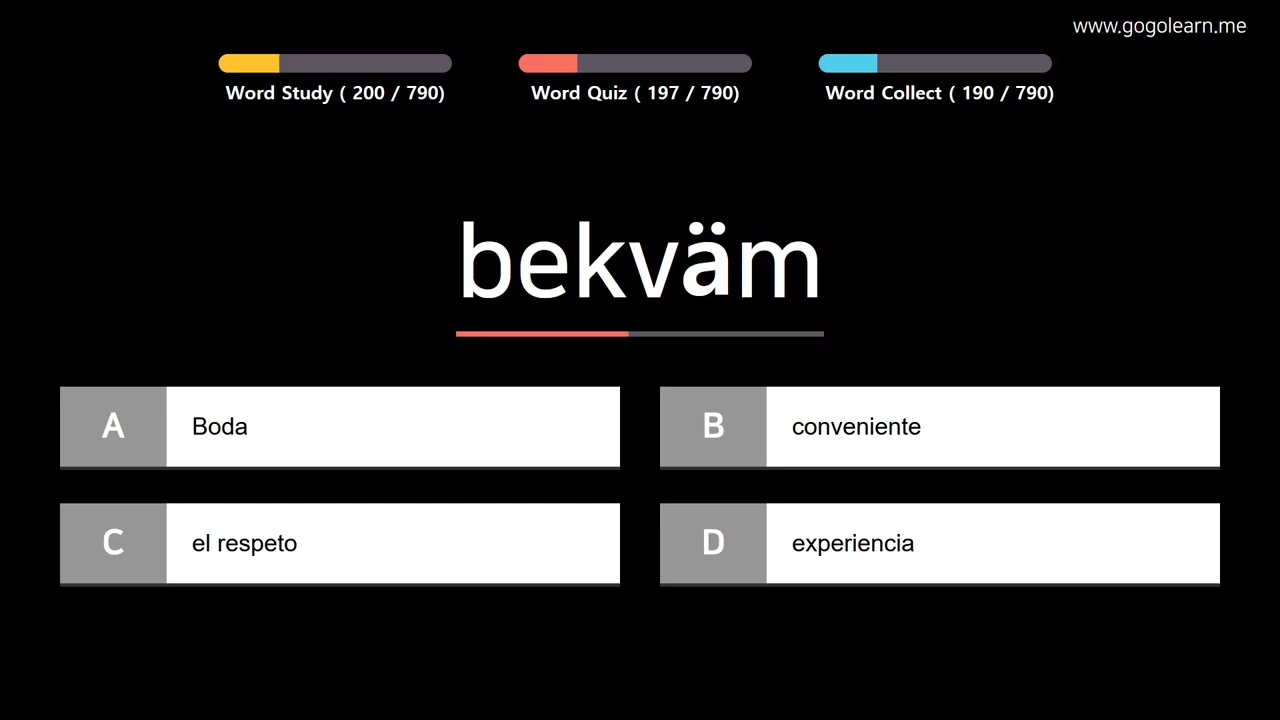 www.gogolearn.me
Word Study ( 200 / 790)
Word Quiz ( 197 / 790)
Word Collect ( 190 / 790)
bekväm
A Boda
B conveniente
C el respeto
D experiencia